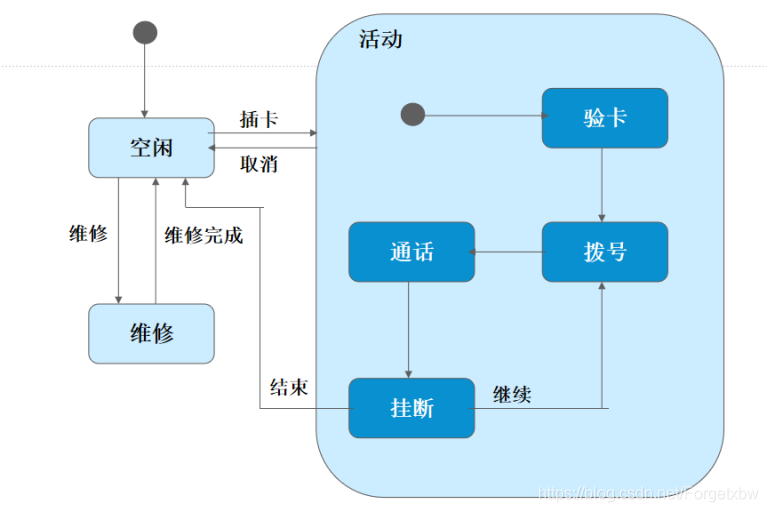 活动
验卡
插卡
空闲
取消
维修
维修完成
通话
拨号
维修
结束
继续
挂断
https://blog.csdn.net/Forgetxbw